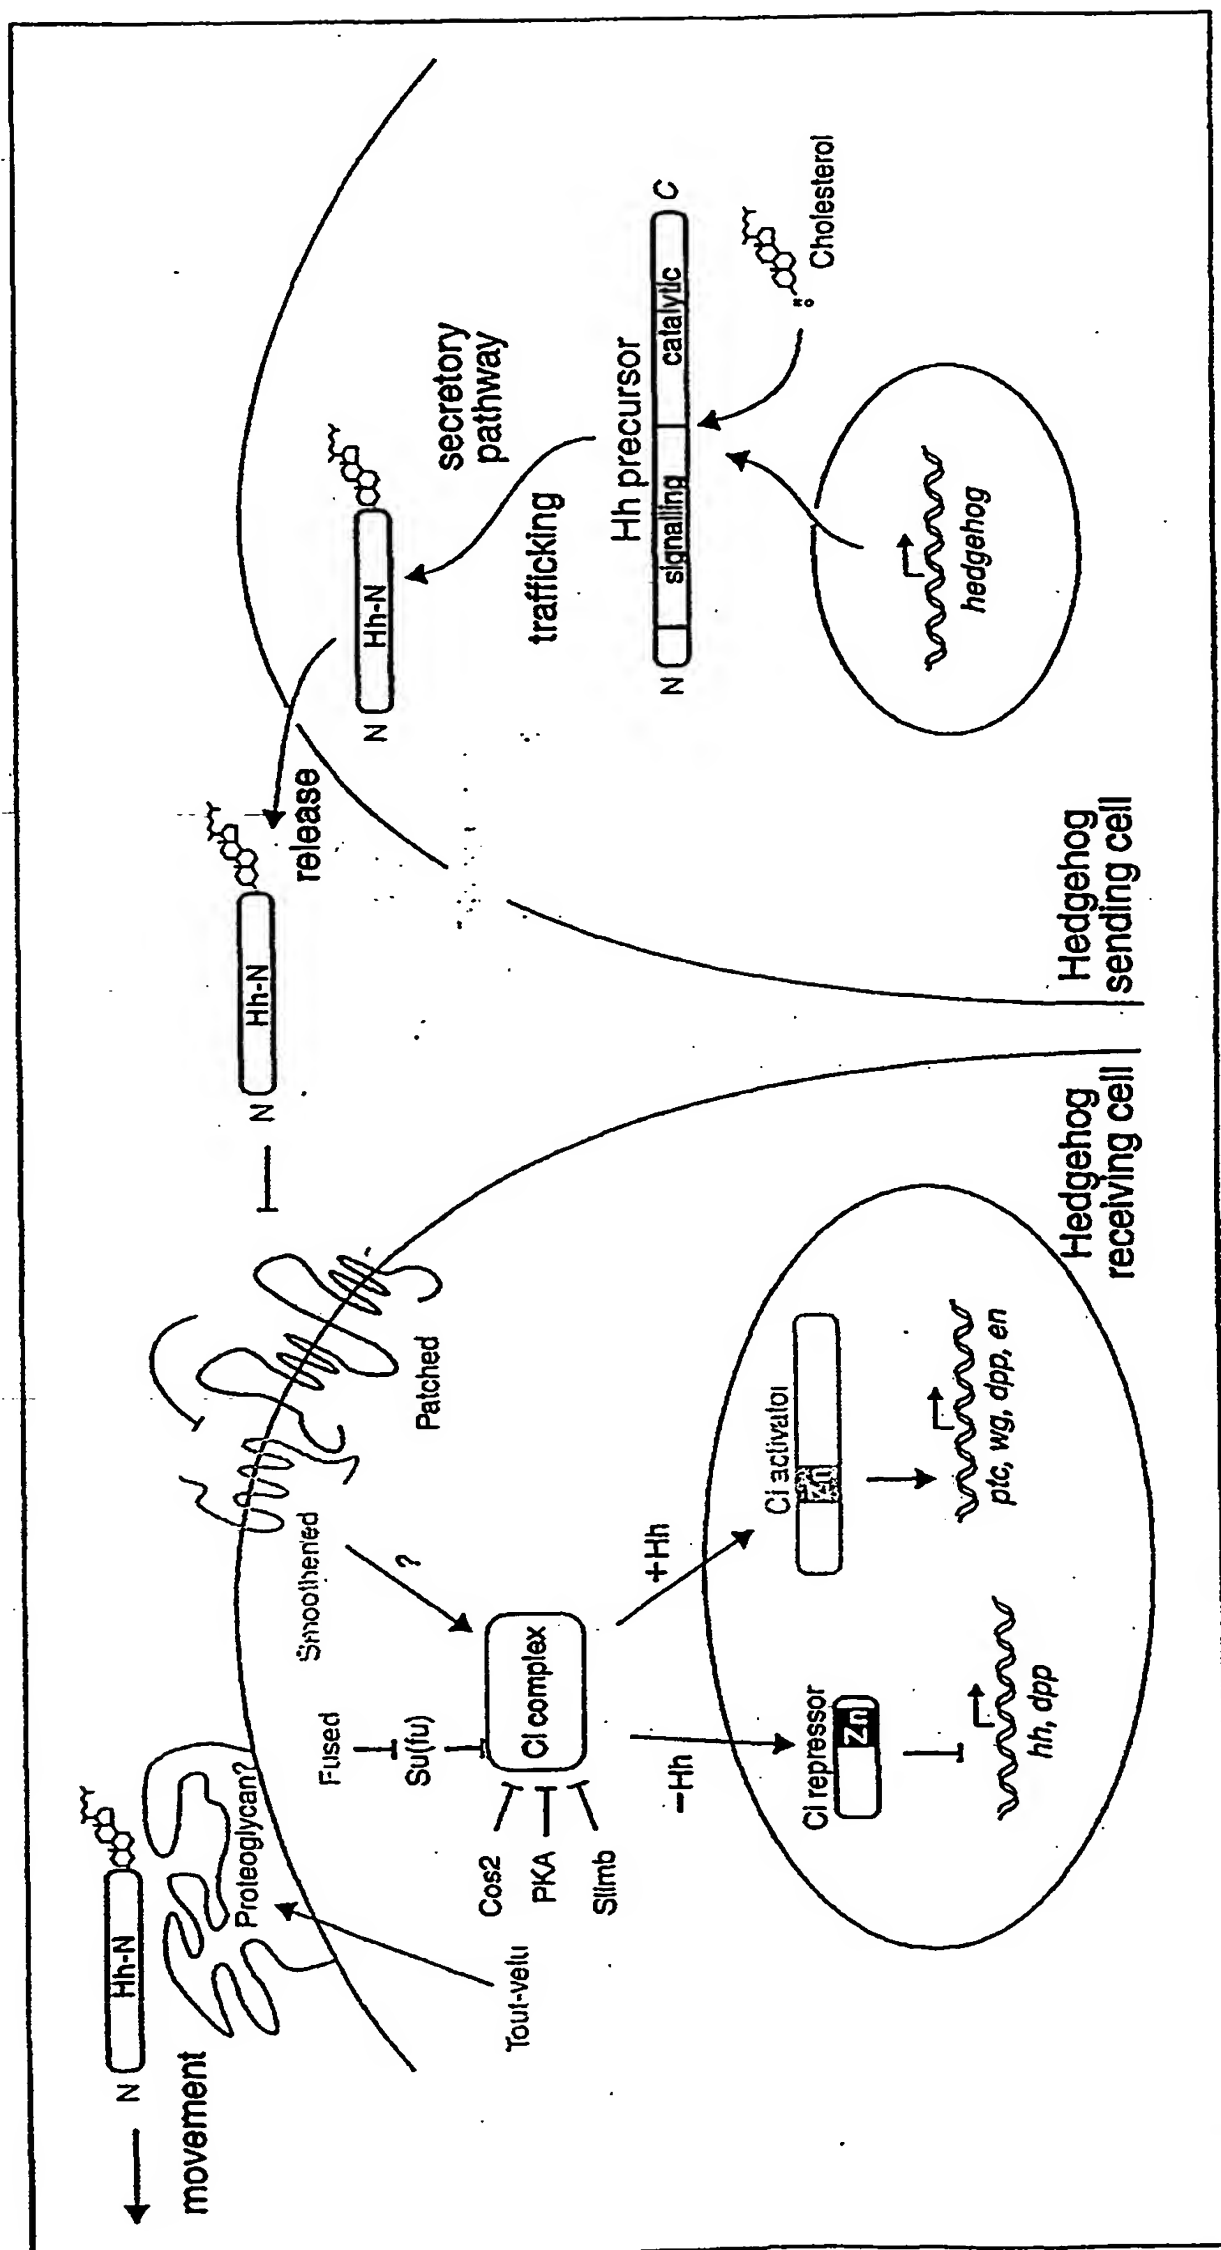 movement
N
Hh-N
Proteoglycan?
Tout-velu
Fused
Su(fu)
Cos2
PKA
Slimb
Ci complex
Smoothened
?
Patched
–Hh
+Hh
Ci repressor
Zn
hh, dpp
Ci activator
Zn
ptc, wg, dpp, en
Hedgehog
receiving cell
N
Hh-N
release
N
Hh-N
trafficking
secretory
pathway
Hh precursor
N
signalling
catalytic
C
Cholesterol
hedgehog
Hedgehog
sending cell